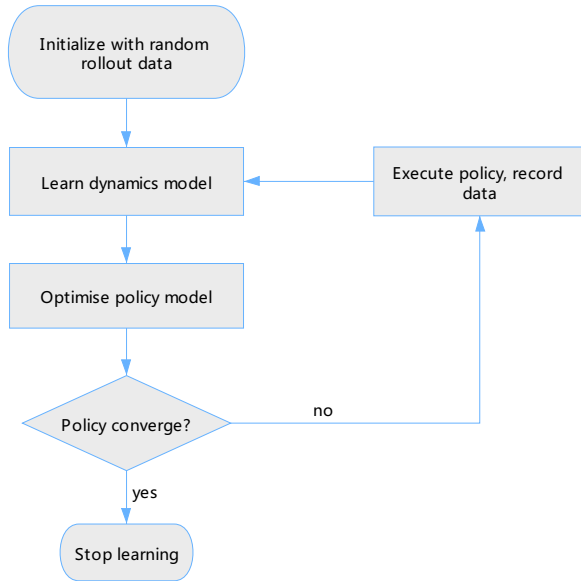 Initialize with random
rollout data
Learn dynamics model
Execute policy, record
data
Optimise policy model
Policy converge?
no
yes
Stop learning